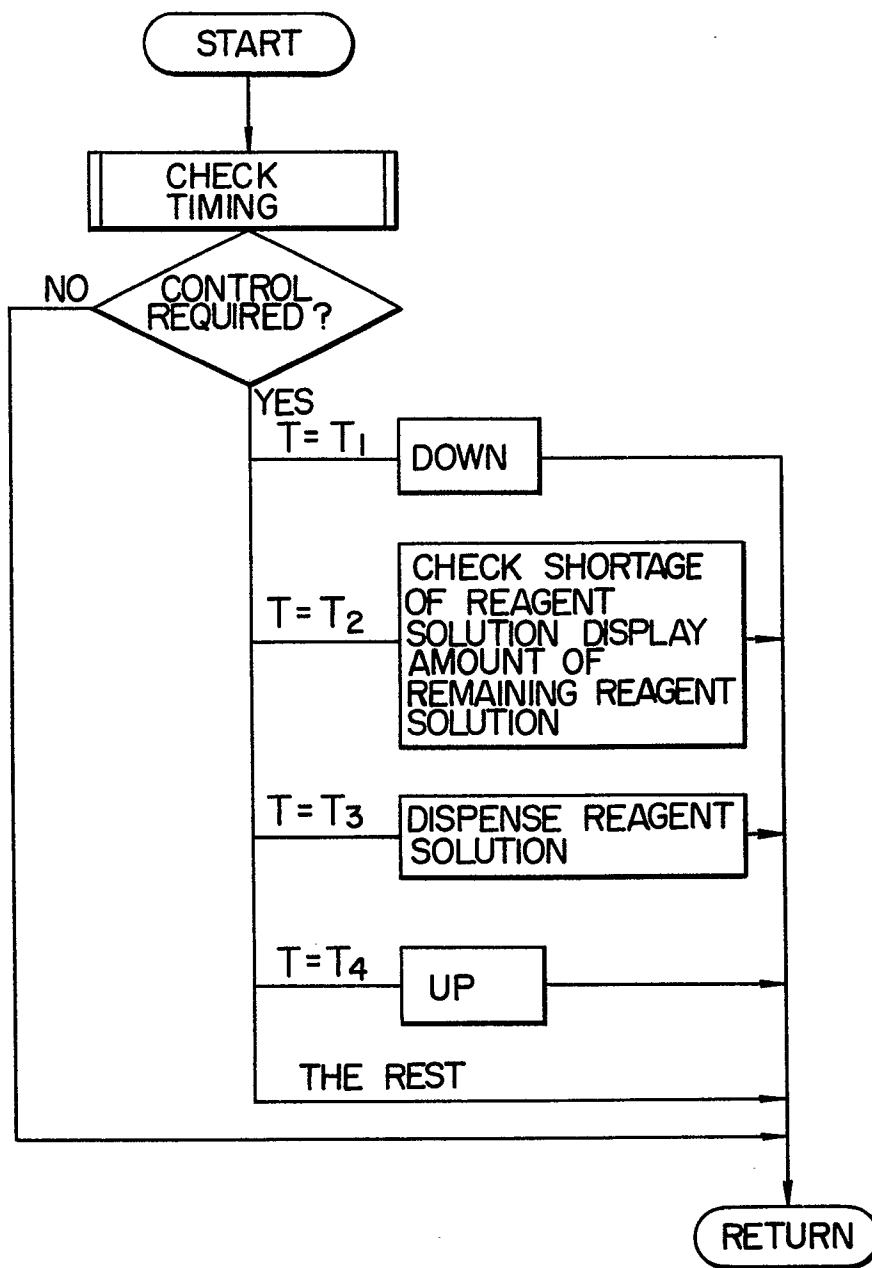 START
CHECK
TIMING
NO
CONTROL
REQUIRED?
YES
T=T1
DOWN
T=T2
CHECK SHORTAGE
OF REAGENT
SOLUTION DISPLAY
AMOUNT OF
REMAINING REAGENT
SOLUTION
T=T3
DISPENSE REAGENT
SOLUTION
T=T4
UP
THE REST
RETURN